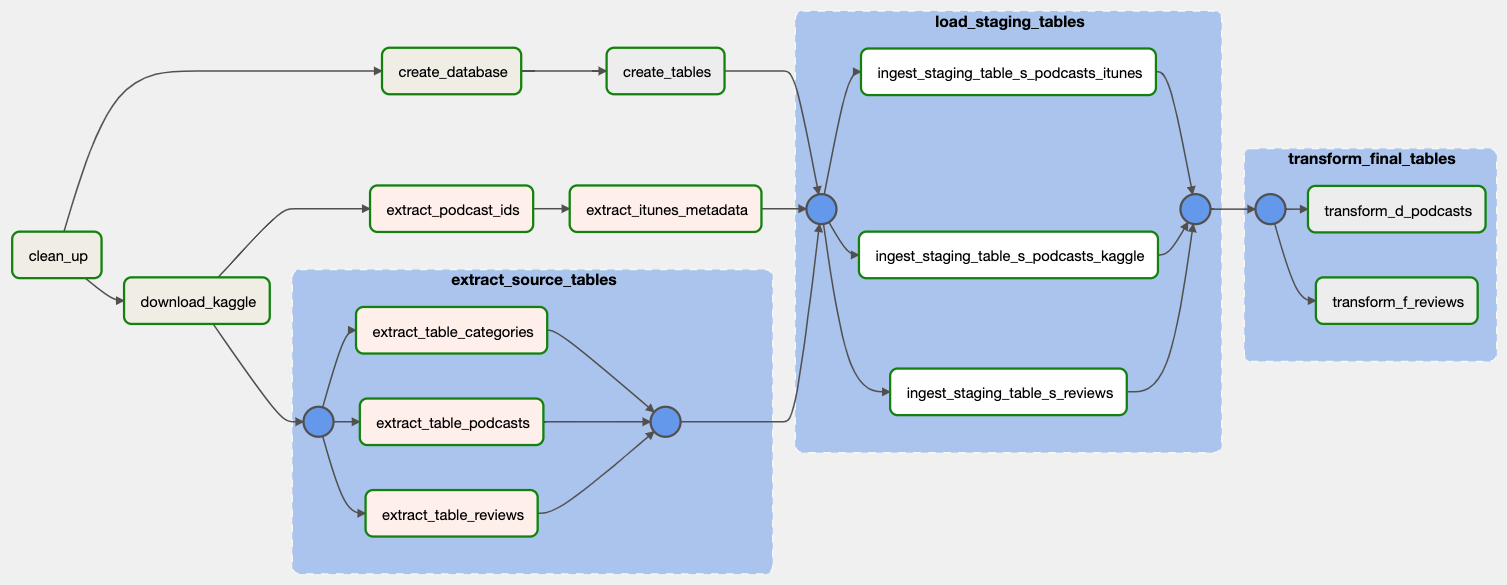 load_staging_tables
create_database
create_tables
ingest_staging_table_s_podcasts_itunes
transform_final_tables
extract_podcast_ids
extract_itunes_metadata
transform_d_podcasts
clean_up
ingest_staging_table_s_podcasts_kaggle
extract_source_tables
download_kaggle
transform_f_reviews
extract_table_categories
ingest_staging_table_s_reviews
extract_table_podcasts
extract_table_reviews